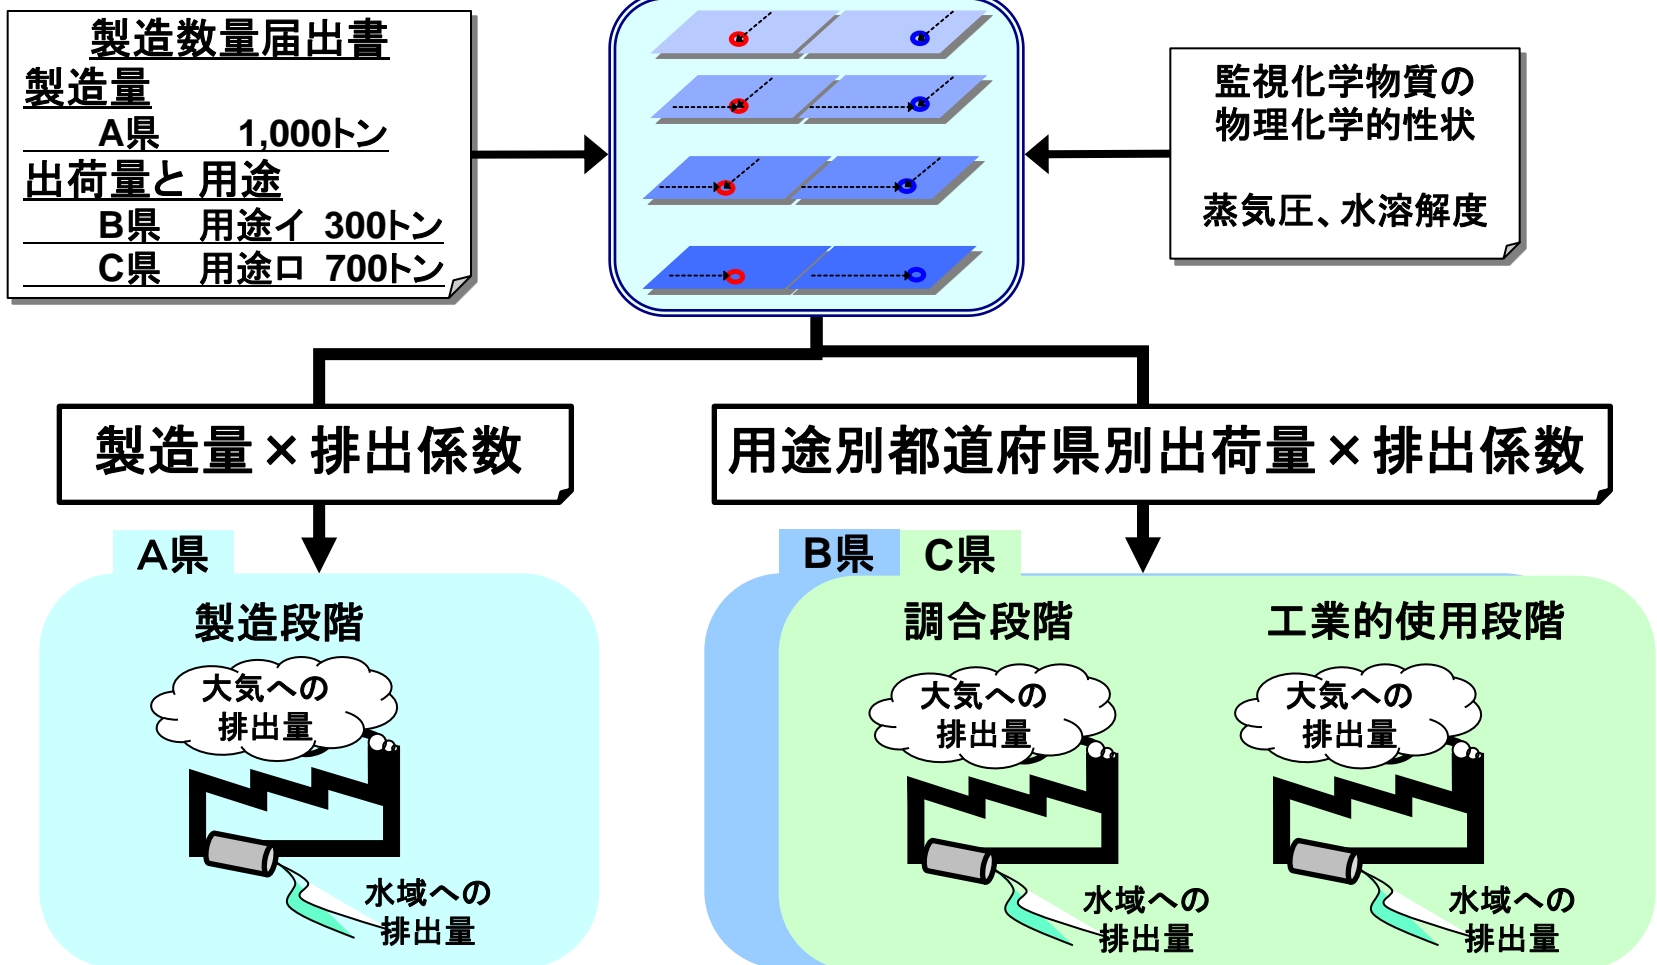 製造数量届出書
製造量
A県 1,000トン
出荷量と 用途
B県 用途イ 300トン
C県 用途ロ 700トン
監視化学物質の
物理化学的性状
蒸気圧、水溶解度
製造量×排出係数
用途別都道府県別出荷量×排出係数
A県
製造段階
大気への
排出量
水域への
排出量
B県
C県
調合段階
大気への
排出量
水域への
排出量
工業的使用段階
大気への
排出量
水域への
排出量